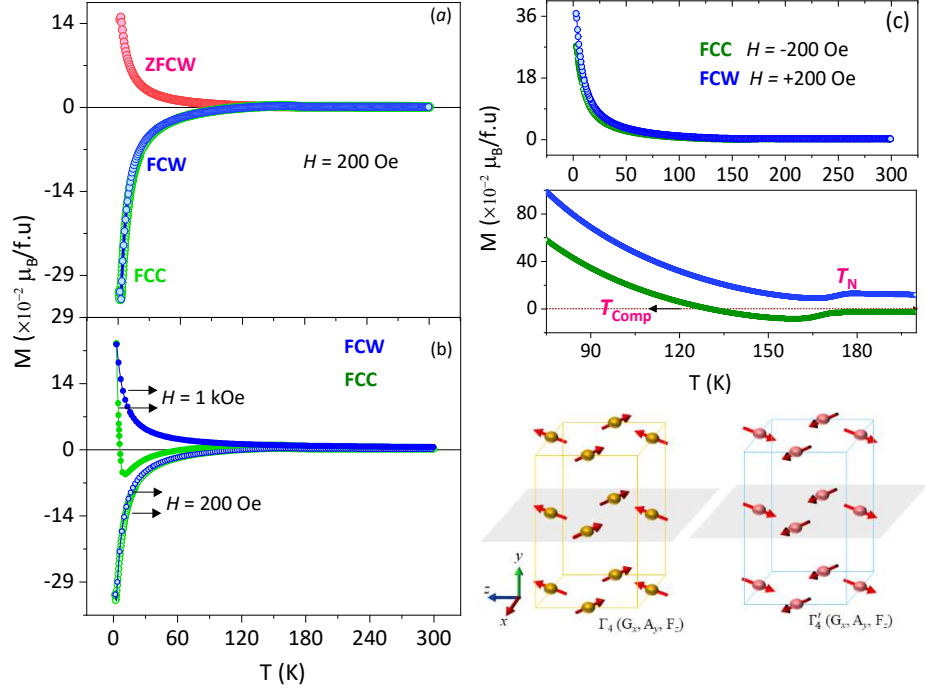 (a)
14
0
-14
-29
ZFCW
FCW
FCC
H = 200 Oe
M (×10⁻² μB/f.u)
29
14
0
-14
-29
(b)
FCW
FCC
H = 1 kOe
H = 200 Oe
0 60 120 180 240 300
T (K)
(c)
36
18
0
FCC H = -200 Oe
FCW H = +200 Oe
0 50 100 150 200 250 300
M (×10⁻² μB/f.u)
80
40
0
TN
TComp
90 120 150 180
T (K)
y
z
x
Γ4 (Gx, Ay, Fz)
Γ′4 (Gx, Ay, Fz)